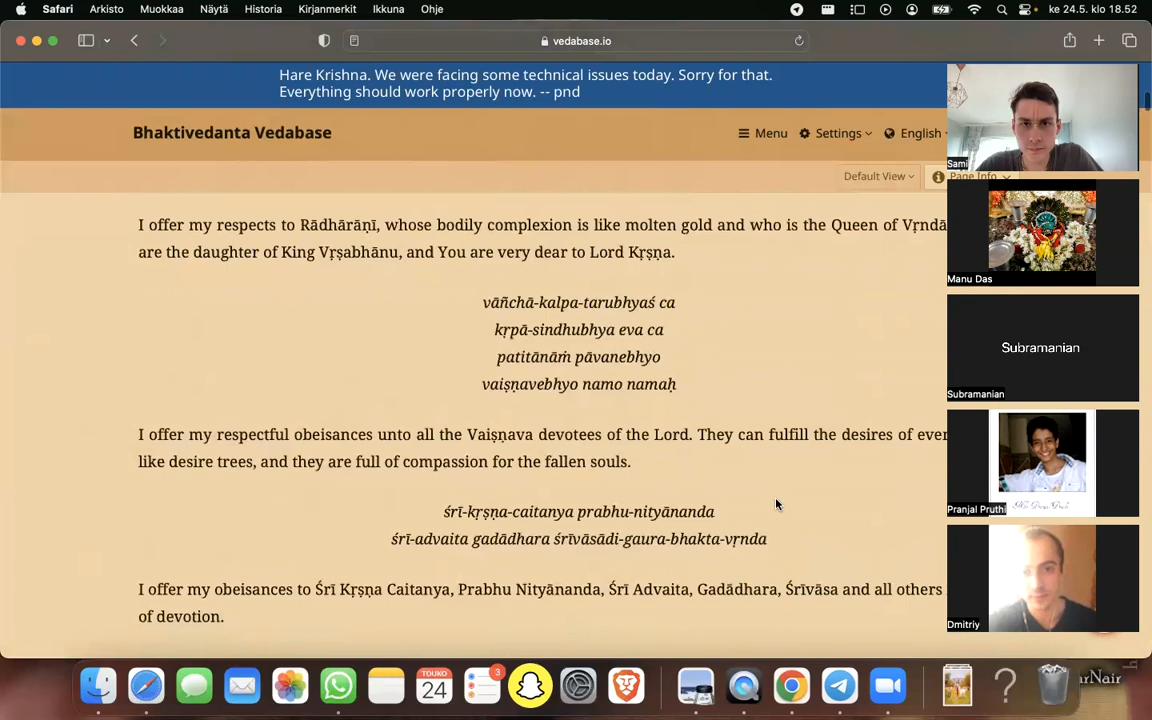 Safari Arkisto Muokkaa Näytä Historia Kirjanmerkit Ikkuna Ohje ke 24.5. klo 18.52
vedabase.io
Hare Krishna. We were facing some technical issues today. Sorry for that.
Everything should work properly now. -- pnd
Bhaktivedanta Vedabase
Menu Settings English
Default View Page Info
I offer my respects to Rādhārāṇī, whose bodily complexion is like molten gold and who is the Queen of
are the daughter of King Vṛṣabhānu, and You are very dear to Lord Kṛṣṇa.
vāñchā-kalpa-tarubhyaś ca
kṛpā-sindhubhya eva ca
patitānāṁ pāvanebhyo
vaiṣṇavebhyo namo namaḥ
I offer my respectful obeisances unto all the Vaiṣṇava devotees of the Lord. They can fulfill the desires of
like desire trees, and they are full of compassion for the fallen souls.
śrī-kṛṣṇa-caitanya prabhu-nityānanda
śrī-advaita gadādhara śrīvāsādi-gaura-bhakta-vṛnda
I offer my obeisances to Śrī Kṛṣṇa Caitanya, Prabhu Nityānanda, Śrī Advaita, Gadādhara, Śrīvāsa and all others
of devotion.
Sami
Manu Das
Subramanian
Subramanian
Pranjal Pruthi
Dmitriy
TOUKO
24
3